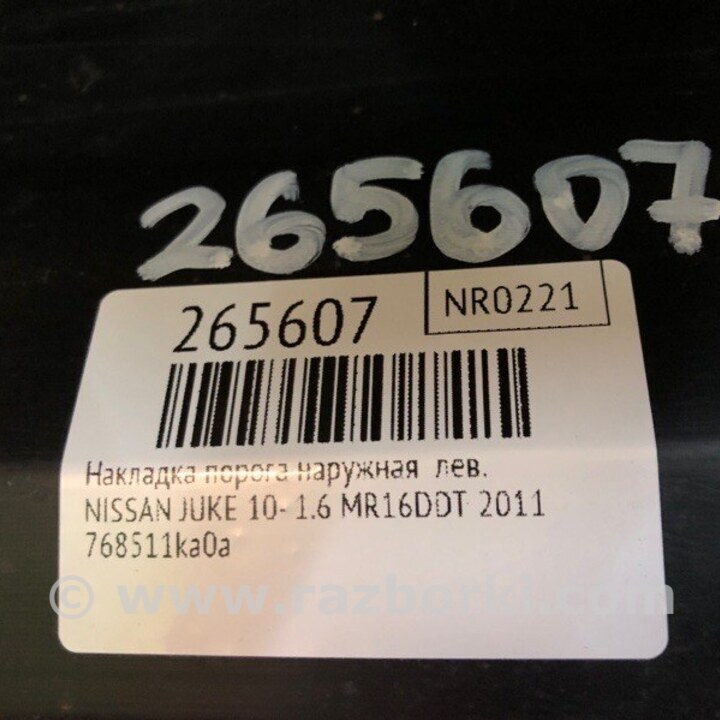 265607
265607 NR0221
Накладка порога наружная лев.
NISSAN JUKE 10- 1.6 MR16DDT 2011
768511ka0a
© www.razborki.com